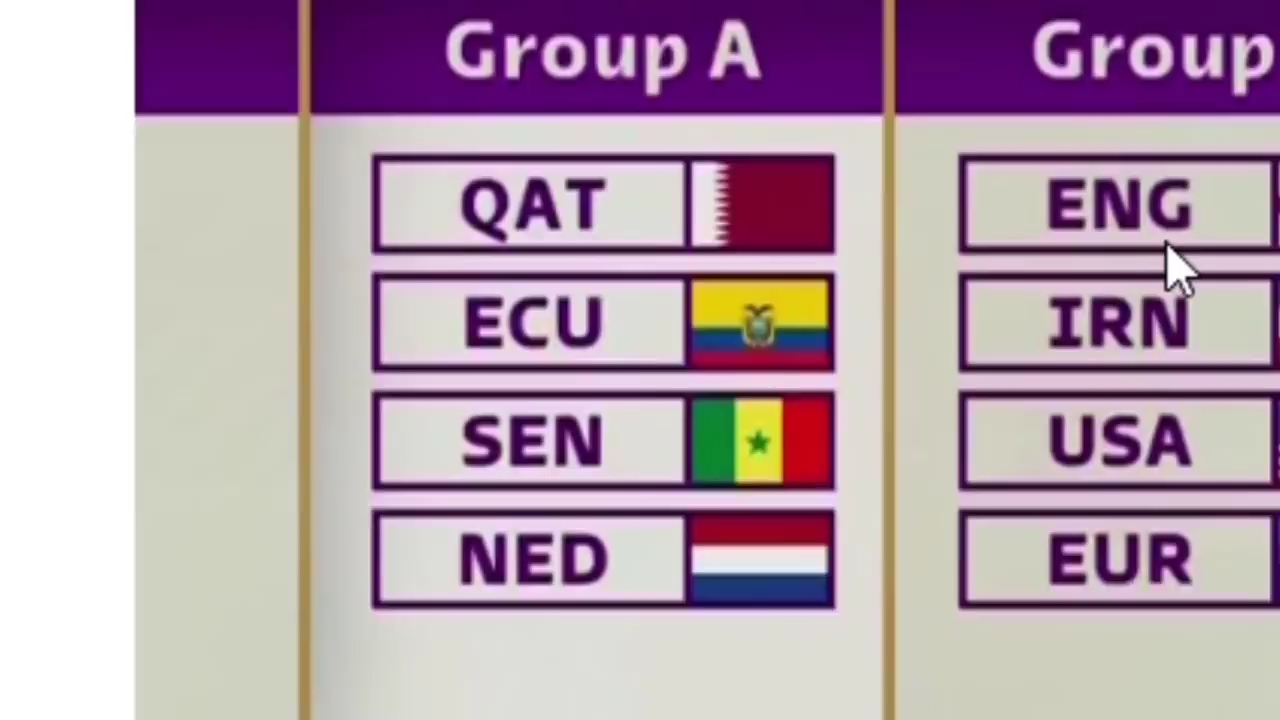 Group A
QAT
ECU
SEN
NED
Group
ENG
IRN
USA
EUR